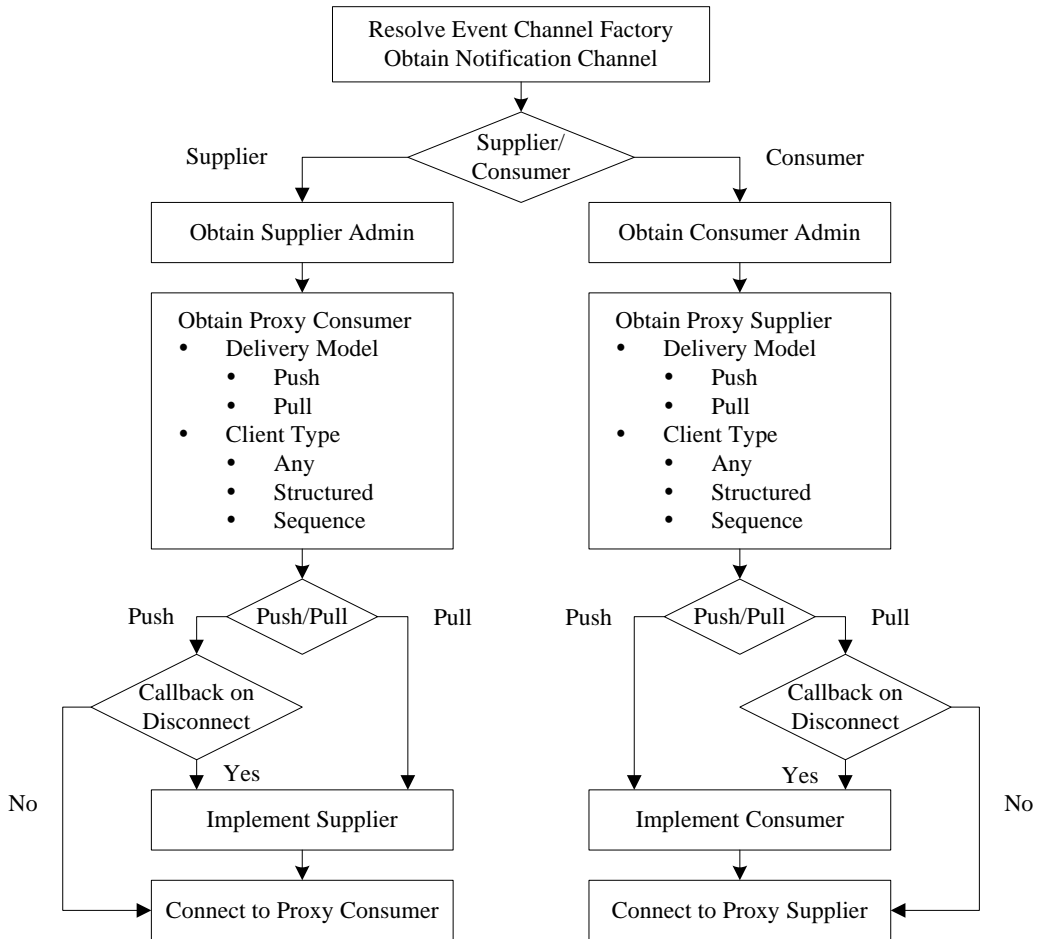 Resolve Event Channel Factory
Obtain Notification Channel
Supplier/
Consumer
Supplier
Consumer
Obtain Supplier Admin
Obtain Consumer Admin
Obtain Proxy Consumer
• Delivery Model
• Push
• Pull
• Client Type
• Any
• Structured
• Sequence
Obtain Proxy Supplier
• Delivery Model
• Push
• Pull
• Client Type
• Any
• Structured
• Sequence
Push
Push/Pull
Pull
Push
Push/Pull
Pull
Callback on
Disconnect
Callback on
Disconnect
Yes
Yes
No
No
Implement Supplier
Implement Consumer
Connect to Proxy Consumer
Connect to Proxy Supplier